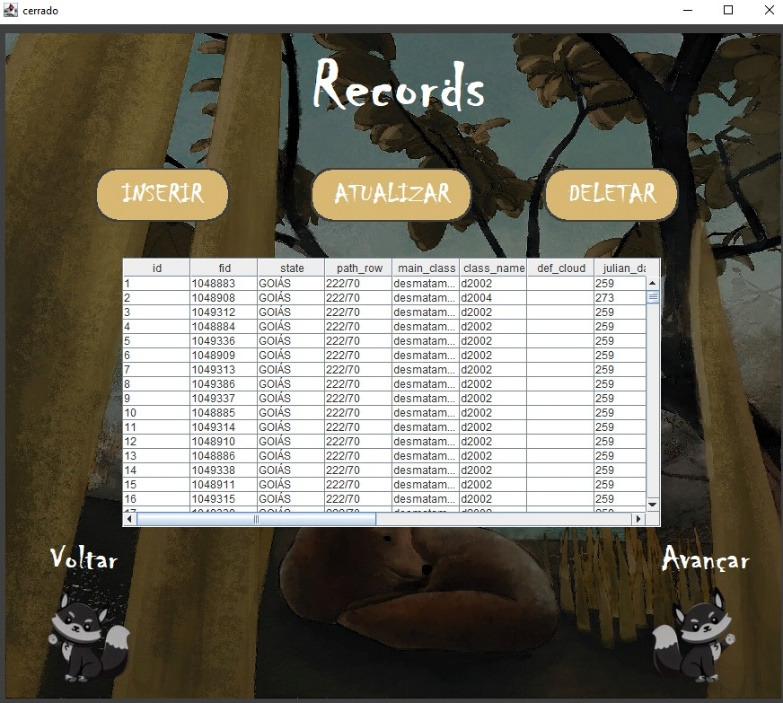 cerrado
Records
INSERIR ATUALIZAR DELETAR
id fid state path_row main_class class_name def_cloud julian_da
1 1048883 GOIÁS 222/70 desmatam... d2002 259
2 1048908 GOIÁS 222/70 desmatam... d2004 273
3 1049312 GOIÁS 222/70 desmatam... d2002 259
4 1048884 GOIÁS 222/70 desmatam... d2002 259
5 1049336 GOIÁS 222/70 desmatam... d2002 259
6 1048909 GOIÁS 222/70 desmatam... d2002 259
7 1049313 GOIÁS 222/70 desmatam... d2002 259
8 1049386 GOIÁS 222/70 desmatam... d2002 259
9 1049337 GOIÁS 222/70 desmatam... d2002 259
10 1048885 GOIÁS 222/70 desmatam... d2002 259
11 1049314 GOIÁS 222/70 desmatam... d2002 259
12 1048910 GOIÁS 222/70 desmatam... d2002 259
13 1048886 GOIÁS 222/70 desmatam... d2002 259
14 1049338 GOIÁS 222/70 desmatam... d2002 259
15 1048911 GOIÁS 222/70 desmatam... d2002 259
16 1049315 GOIÁS 222/70 desmatam... d2002 259
Voltar Avançar